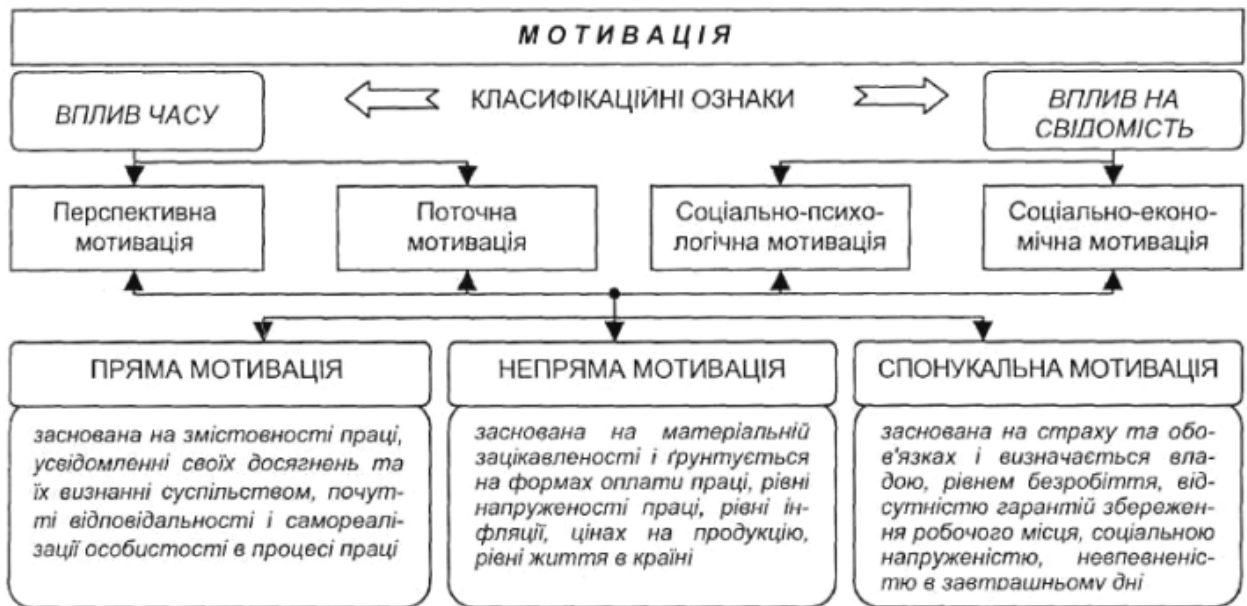 МОТИВАЦІЯ
КЛАСИФІКАЦІЙНІ ОЗНАКИ
ВПЛИВ ЧАСУ
ВПЛИВ НА
СВІДОМІСТЬ
Перспективна
мотивація
Поточна
мотивація
Соціально-психо-
логічна мотивація
Соціально-еконо-
мічна мотивація
ПРЯМА МОТИВАЦІЯ
заснована на змістовності праці,
усвідомленні своїх досягнень та
їх визнанні суспільством, почут-
ті відповідальності і самореалі-
зації особистості в процесі праці
НЕПРЯМА МОТИВАЦІЯ
заснована на матеріальній
зацікавленості і ґрунтується
на формах оплати праці, рівні
напруженості праці, рівні ін-
фляції, цінах на продукцію,
рівні життя в країні
СПОНУКАЛЬНА МОТИВАЦІЯ
заснована на страху та обо-
в'язках і визначається вла-
дою, рівнем безробіття, від-
сутністю гарантій збережен-
ня робочого місця, соціальною
напруженістю, невпевненіс-
тю в завтрашньому дні